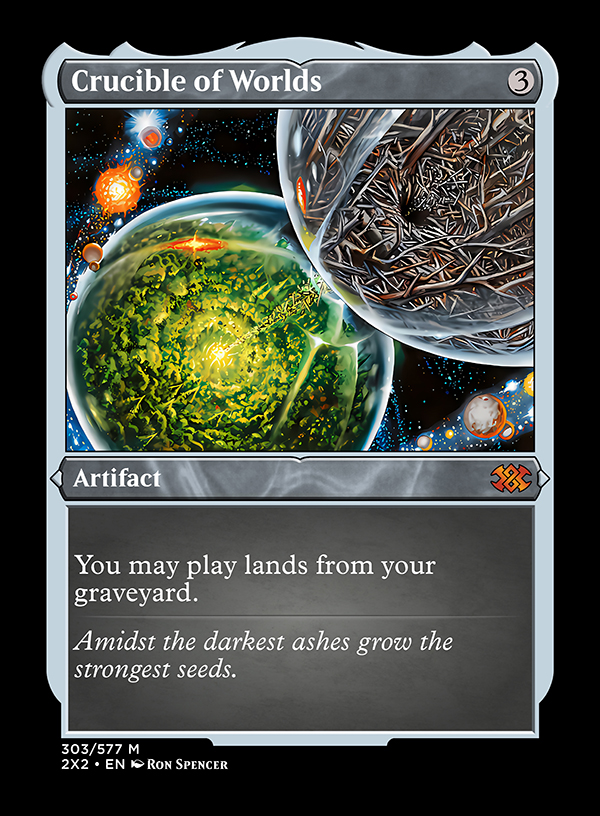 Crucible of Worlds
3
Artifact
You may play lands from your
graveyard.
Amidst the darkest ashes grow the
strongest seeds.
303/577 M
2X2 • EN Ron Spencer